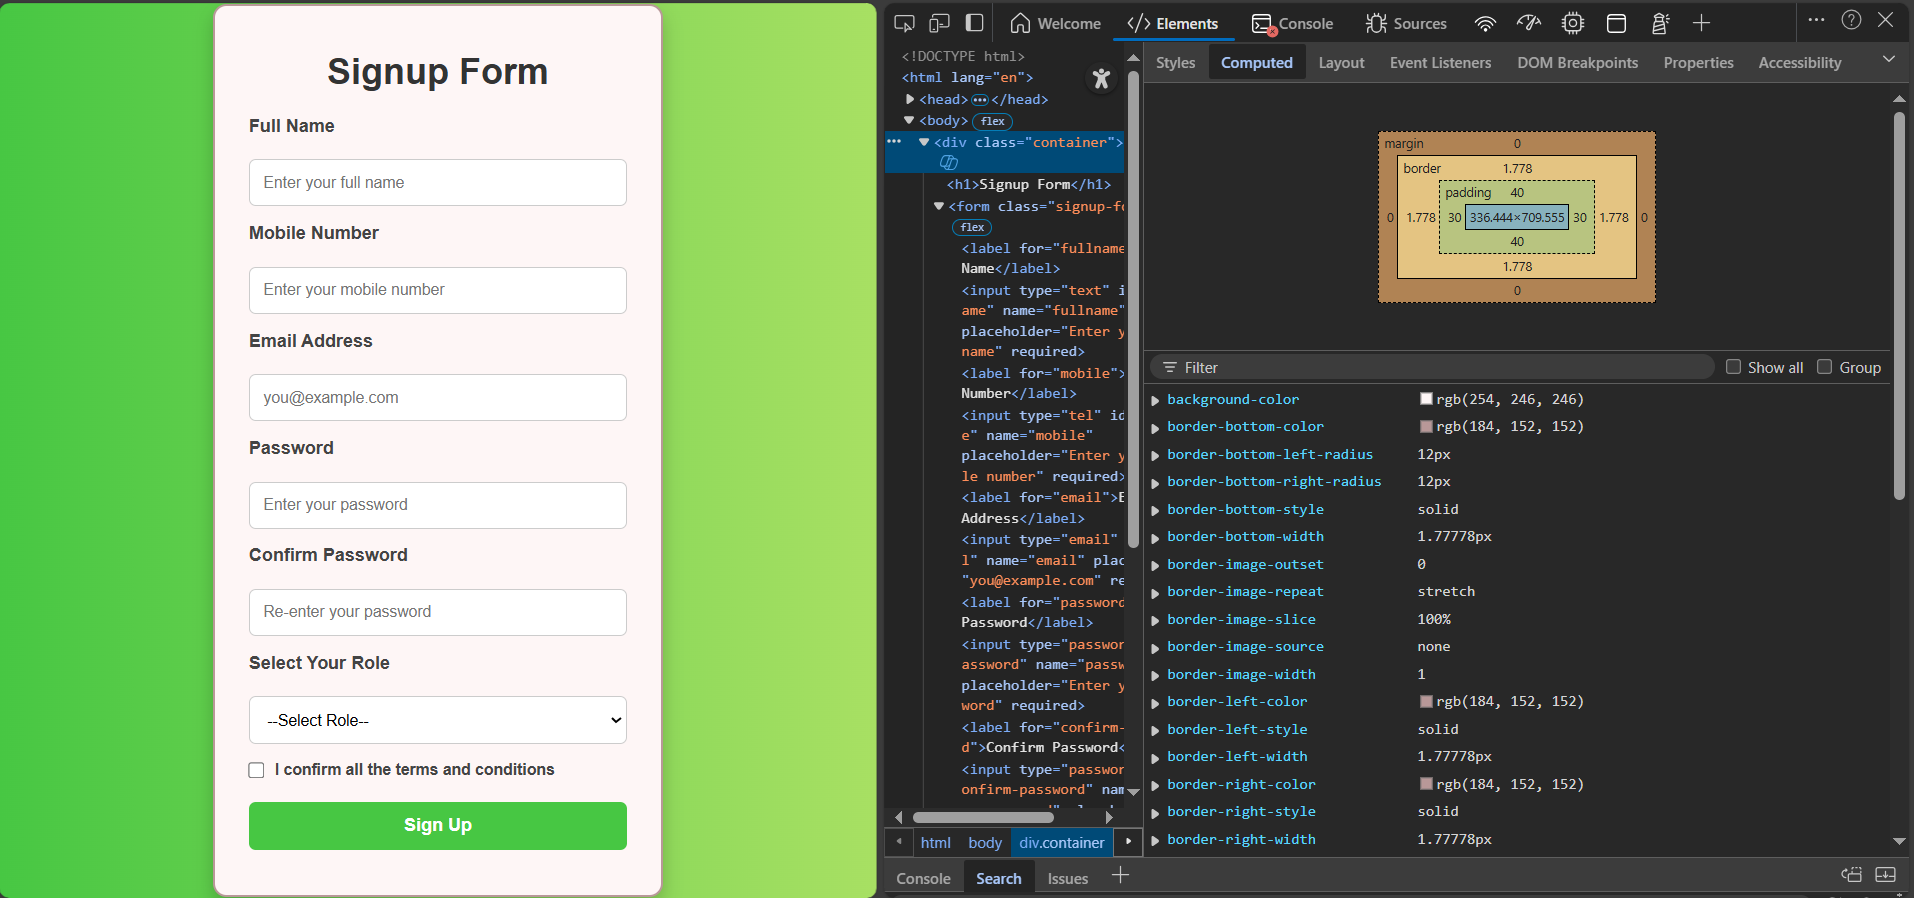 Signup Form
Full Name
Enter your full name
Mobile Number
Enter your mobile number
Email Address
you@example.com
Password
Enter your password
Confirm Password
Re-enter your password
Select Your Role
--Select Role--
I confirm all the terms and conditions
Sign Up
Welcome
</> Elements
Console
Sources
<!DOCTYPE html>
<html lang="en">
<head>
</head>
<body> flex
<div class="container">
<h1>Signup Form</h1>
<form class="signup-fo
flex
<label for="fullname
Name</label>
<input type="text" i
ame" name="fullname"
placeholder="Enter y
name" required>
<label for="mobile">
Number</label>
<input type="tel" id
e" name="mobile"
placeholder="Enter y
le number" required>
<label for="email">E
Address</label>
<input type="email"
l" name="email" plac
"you@example.com" re
<label for="password
Password</label>
<input type="passwor
assword" name="passw
placeholder="Enter y
word" required>
<label for="confirm-
d">Confirm Password<
<input type="passwor
onfirm-password" nam
html
body
div.container
Styles
Computed
Layout
Event Listeners
DOM Breakpoints
Properties
Accessibility
margin 0
border 1.778
padding 40
0 1.778 30 336.444×709.555 30 1.778 0
40
1.778
0
Filter
Show all
Group
background-color rgb(254, 246, 246)
border-bottom-color rgb(184, 152, 152)
border-bottom-left-radius 12px
border-bottom-right-radius 12px
border-bottom-style solid
border-bottom-width 1.77778px
border-image-outset 0
border-image-repeat stretch
border-image-slice 100%
border-image-source none
border-image-width 1
border-left-color rgb(184, 152, 152)
border-left-style solid
border-left-width 1.77778px
border-right-color rgb(184, 152, 152)
border-right-style solid
border-right-width 1.77778px
Console
Search
Issues